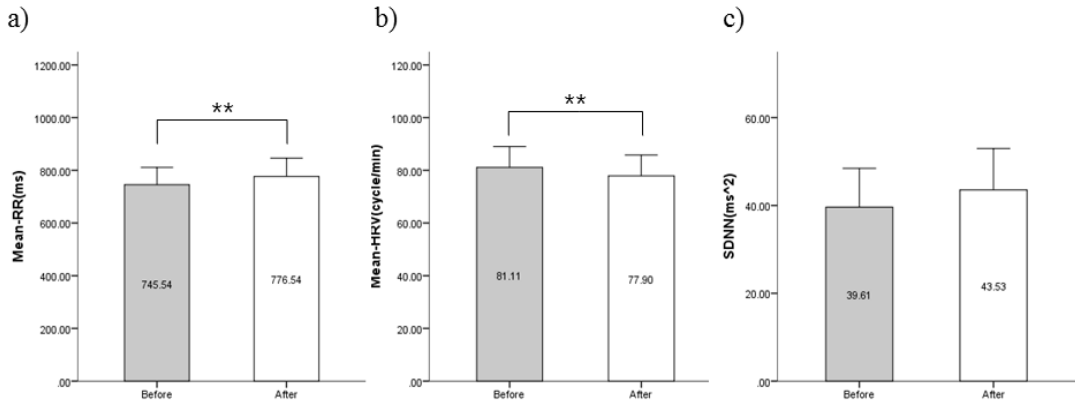 a)
Mean-RR(ms)
1200.00
1000.00
800.00
600.00
400.00
200.00
.00
**
745.54
776.54
Before
After
b)
Mean-HRV(cycle/min)
120.00
100.00
80.00
60.00
40.00
20.00
.00
**
81.11
77.90
Before
After
c)
SDNN(ms^2)
60.00
40.00
20.00
.00
39.61
43.53
Before
After